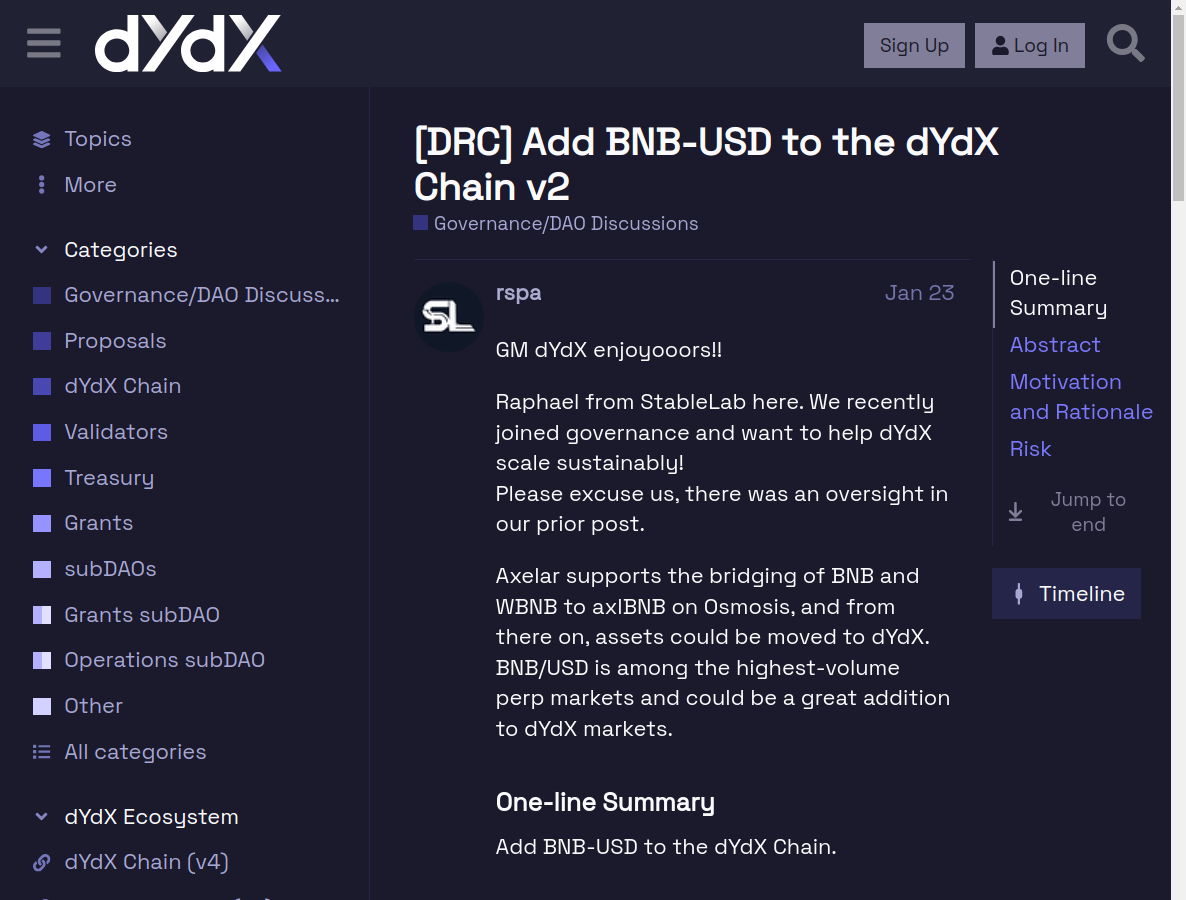 dYdX
Sign Up
Log In
Topics
More
Categories
Governance/DAO Discuss...
Proposals
dYdX Chain
Validators
Treasury
Grants
subDAOs
Grants subDAO
Operations subDAO
Other
All categories
dYdX Ecosystem
dYdX Chain (v4)
[DRC] Add BNB-USD to the dYdX
Chain v2
Governance/DAO Discussions
SL
rspa
Jan 23
GM dYdX enjoyooors!!
Raphael from StableLab here. We recently
joined governance and want to help dYdX
scale sustainably!
Please excuse us, there was an oversight in
our prior post.
Axelar supports the bridging of BNB and
WBNB to axlBNB on Osmosis, and from
there on, assets could be moved to dYdX.
BNB/USD is among the highest-volume
perp markets and could be a great addition
to dYdX markets.
One-line Summary
Add BNB-USD to the dYdX Chain.
One-line
Summary
Abstract
Motivation
and Rationale
Risk
Jump to
end
Timeline